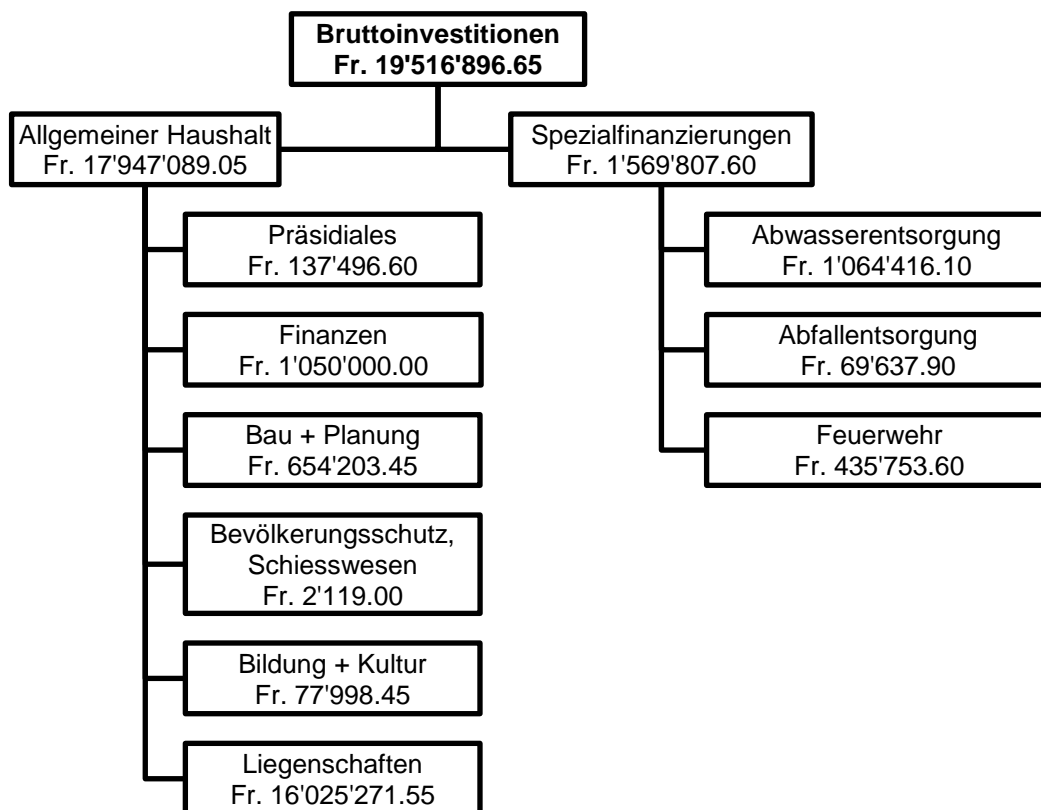 Bruttoinvestitionen
Fr. 19'516'896.65
Allgemeiner Haushalt
Fr. 17'947'089.05
Spezialfinanzierungen
Fr. 1'569'807.60
Präsidiales
Fr. 137'496.60
Finanzen
Fr. 1'050'000.00
Bau + Planung
Fr. 654'203.45
Bevölkerungsschutz,
Schiesswesen
Fr. 2'119.00
Bildung + Kultur
Fr. 77'998.45
Liegenschaften
Fr. 16'025'271.55
Abwasserentsorgung
Fr. 1'064'416.10
Abfallentsorgung
Fr. 69'637.90
Feuerwehr
Fr. 435'753.60